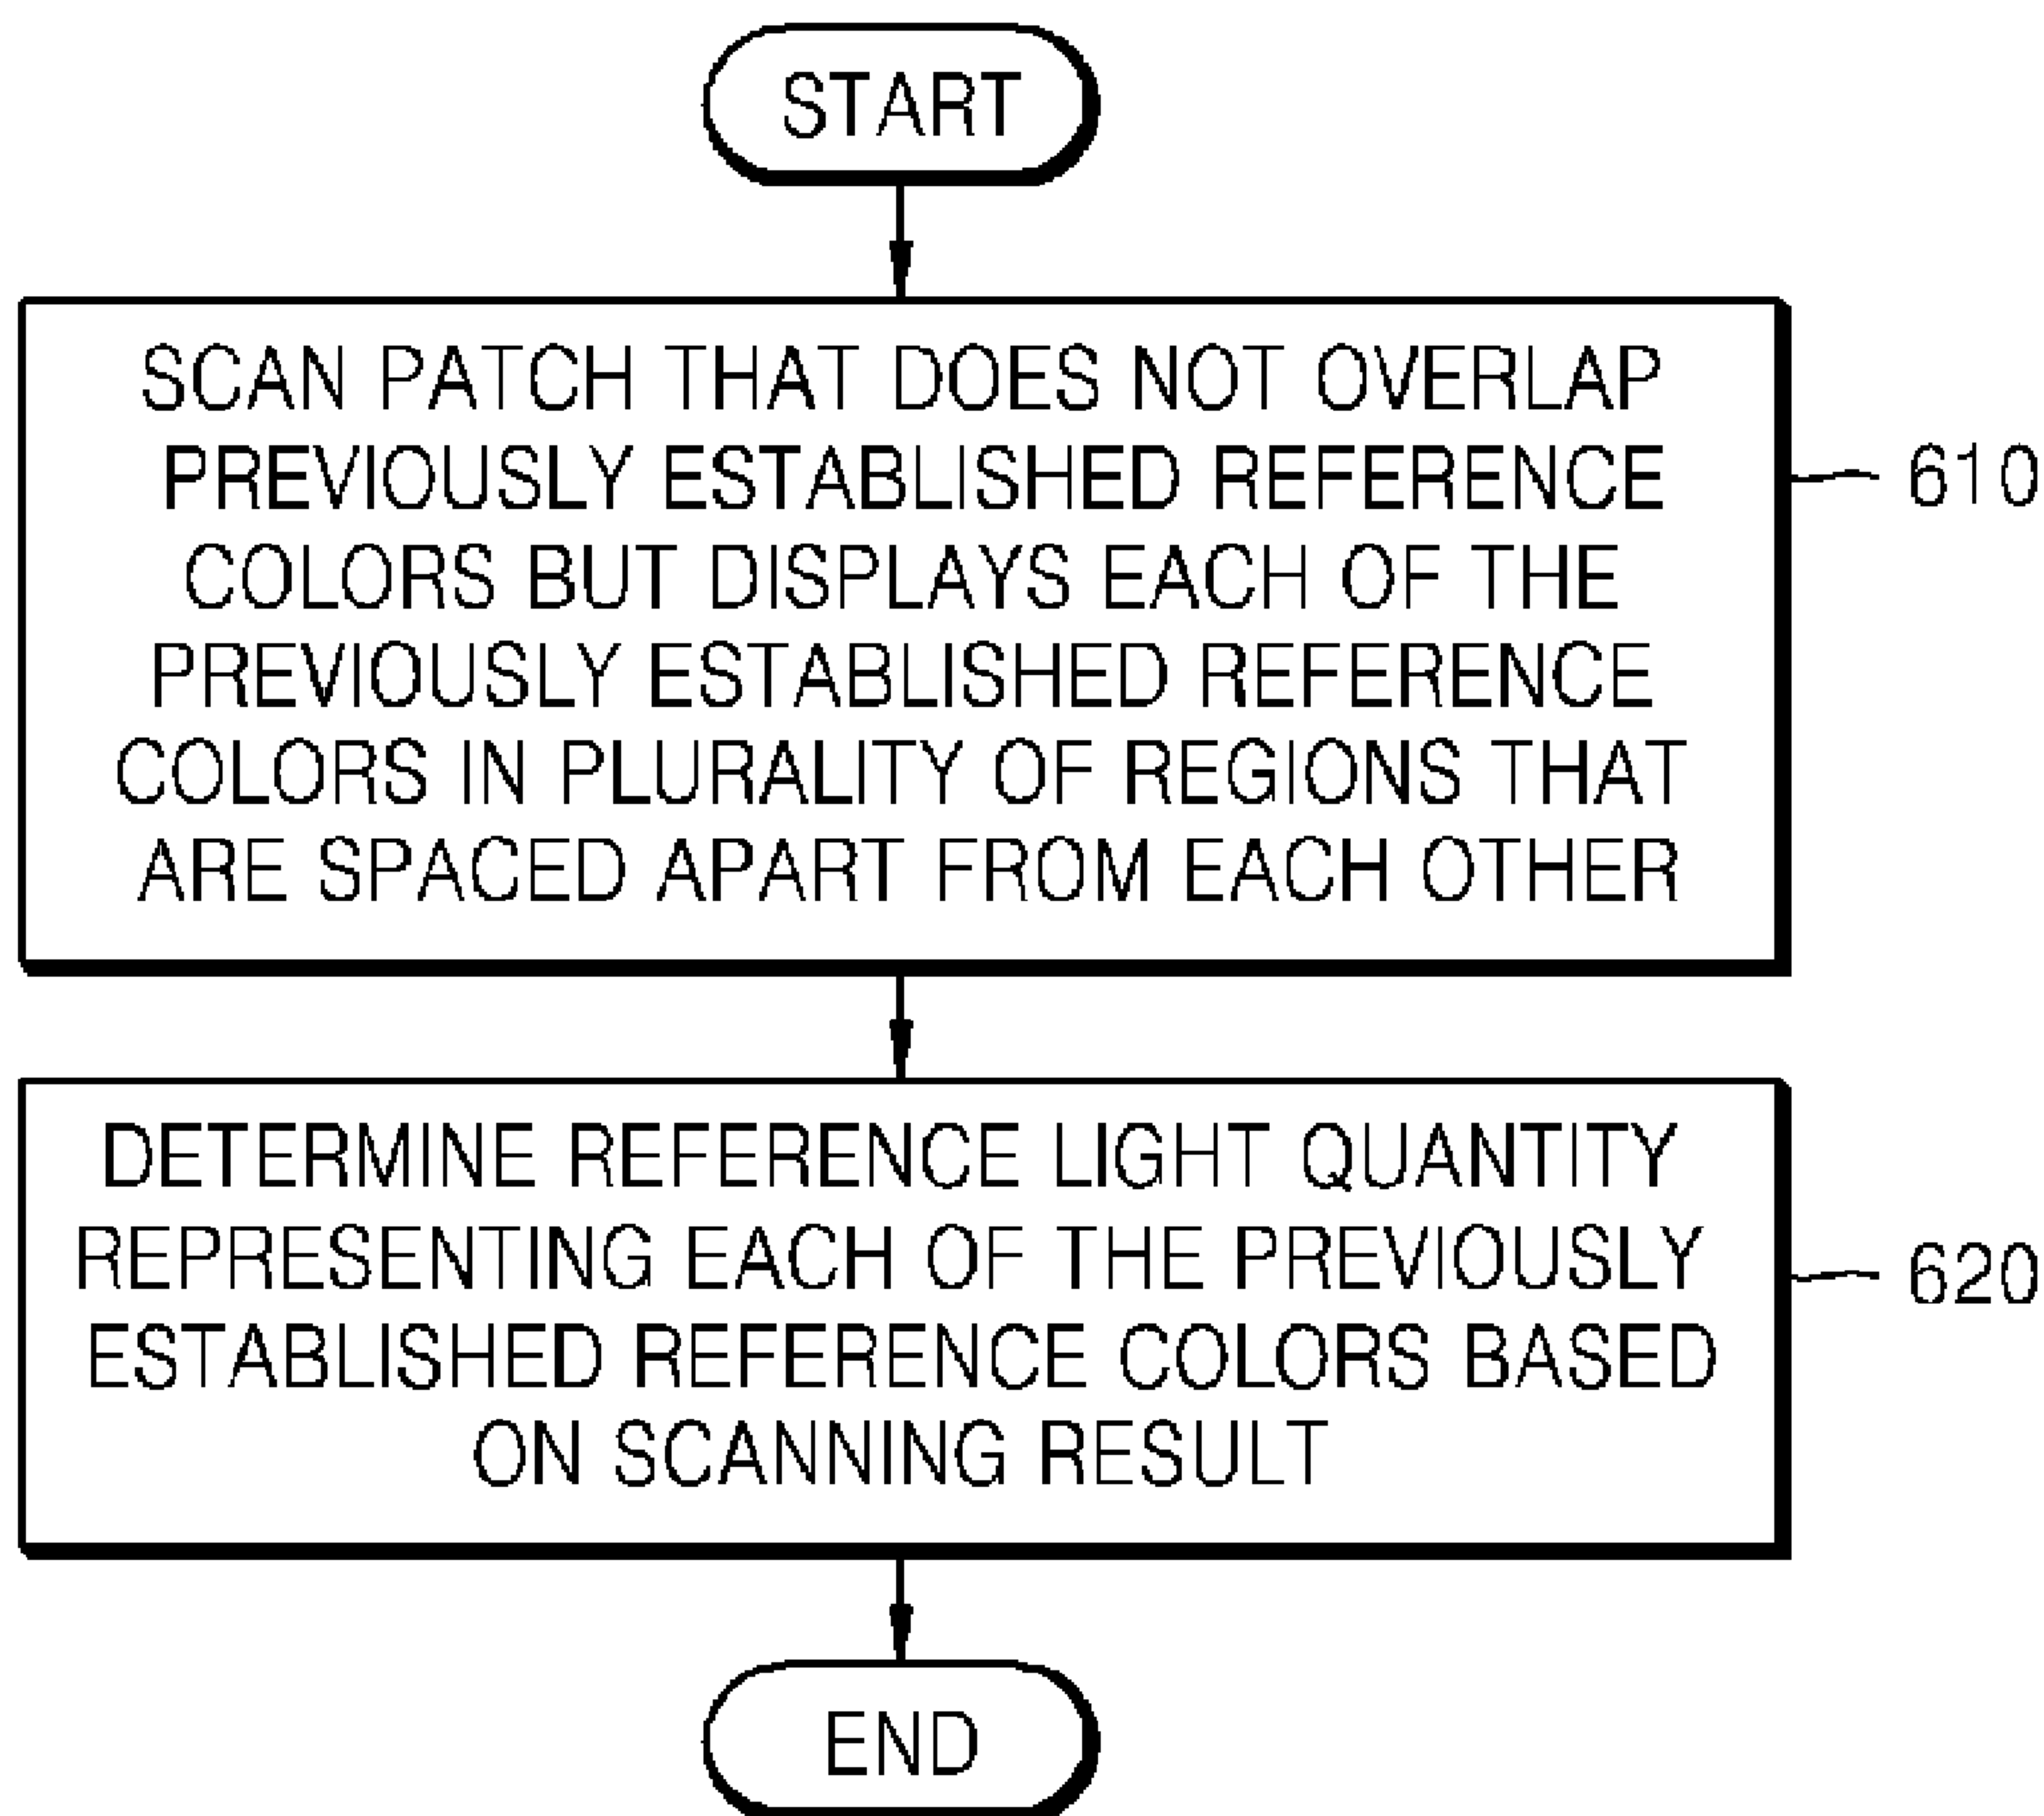 START
SCAN PATCH THAT DOES NOT OVERLAP
PREVIOUSLY ESTABLISHED REFERENCE
COLORS BUT DISPLAYS EACH OF THE
PREVIOUSLY ESTABLISHED REFERENCE
COLORS IN PLURALITY OF REGIONS THAT
ARE SPACED APART FROM EACH OTHER
610
DETERMINE REFERENCE LIGHT QUANTITY
REPRESENTING EACH OF THE PREVIOUSLY
ESTABLISHED REFERENCE COLORS BASED
ON SCANNING RESULT
620
END